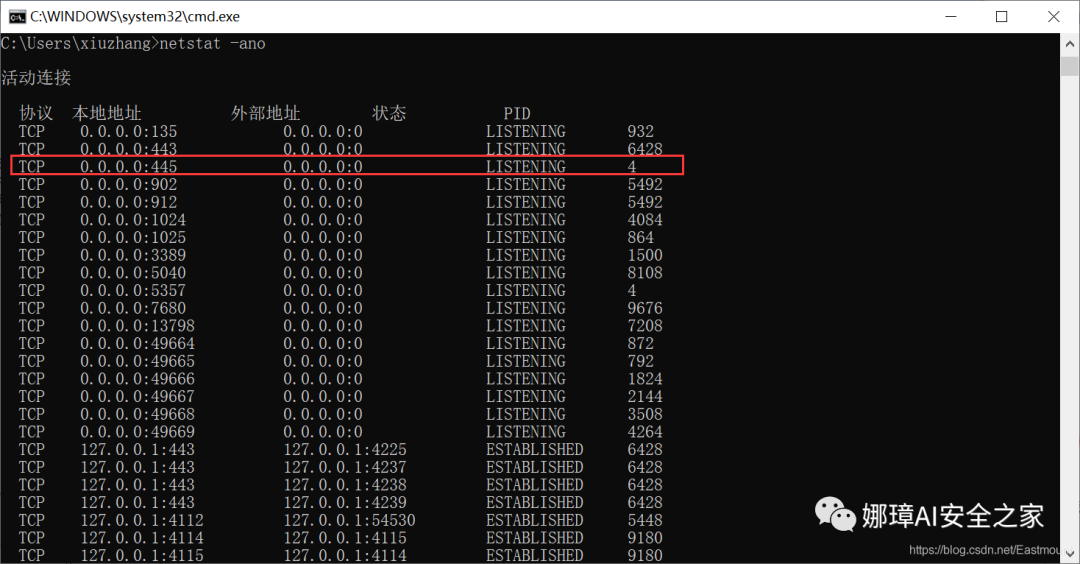 C:\WINDOWS\system32\cmd.exe
C:\Users\xiuzhang>netstat -ano
活动连接
协议 本地地址 外部地址 状态 PID
TCP 0.0.0.0:135 0.0.0.0:0 LISTENING 932
TCP 0.0.0.0:443 0.0.0.0:0 LISTENING 6428
TCP 0.0.0.0:445 0.0.0.0:0 LISTENING 4
TCP 0.0.0.0:902 0.0.0.0:0 LISTENING 5492
TCP 0.0.0.0:912 0.0.0.0:0 LISTENING 5492
TCP 0.0.0.0:1024 0.0.0.0:0 LISTENING 4084
TCP 0.0.0.0:1025 0.0.0.0:0 LISTENING 864
TCP 0.0.0.0:3389 0.0.0.0:0 LISTENING 1500
TCP 0.0.0.0:5040 0.0.0.0:0 LISTENING 8108
TCP 0.0.0.0:5357 0.0.0.0:0 LISTENING 4
TCP 0.0.0.0:7680 0.0.0.0:0 LISTENING 9676
TCP 0.0.0.0:13798 0.0.0.0:0 LISTENING 7208
TCP 0.0.0.0:49664 0.0.0.0:0 LISTENING 872
TCP 0.0.0.0:49665 0.0.0.0:0 LISTENING 792
TCP 0.0.0.0:49666 0.0.0.0:0 LISTENING 1824
TCP 0.0.0.0:49667 0.0.0.0:0 LISTENING 2144
TCP 0.0.0.0:49668 0.0.0.0:0 LISTENING 3508
TCP 0.0.0.0:49669 0.0.0.0:0 LISTENING 4264
TCP 127.0.0.1:443 127.0.0.1:4225 ESTABLISHED 6428
TCP 127.0.0.1:443 127.0.0.1:4237 ESTABLISHED 6428
TCP 127.0.0.1:443 127.0.0.1:4238 ESTABLISHED 6428
TCP 127.0.0.1:443 127.0.0.1:4239 ESTABLISHED 6428
TCP 127.0.0.1:4112 127.0.0.1:54530 ESTABLISHED 5448
TCP 127.0.0.1:4114 127.0.0.1:4115 ESTABLISHED 9180
TCP 127.0.0.1:4115 127.0.0.1:4114 ESTABLISHED 9180
娜璋AI安全之家
https://blog.csdn.net/Eastmou